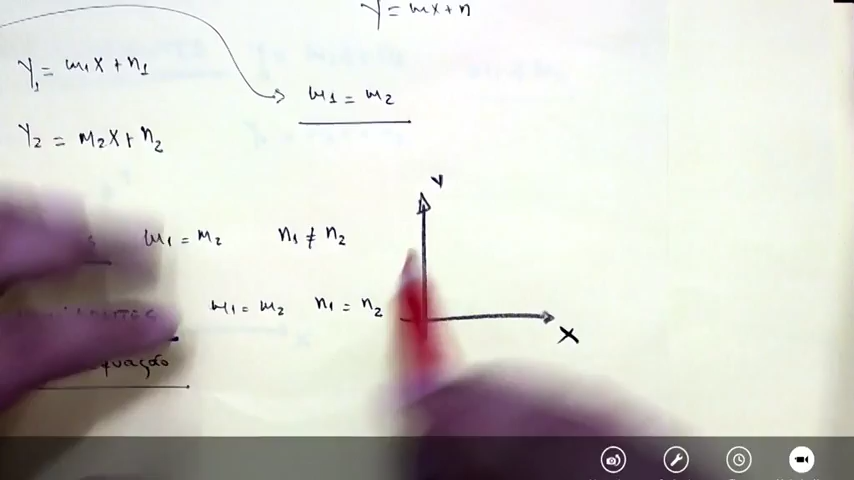 y = mx + n
y₁ = m₁x + n₁
m₁ = m₂
y₂ = m₂x + n₂
y
m₁ = m₂ n₁ ≠ n₂
m₁ = m₂ n₁ = n₂
x